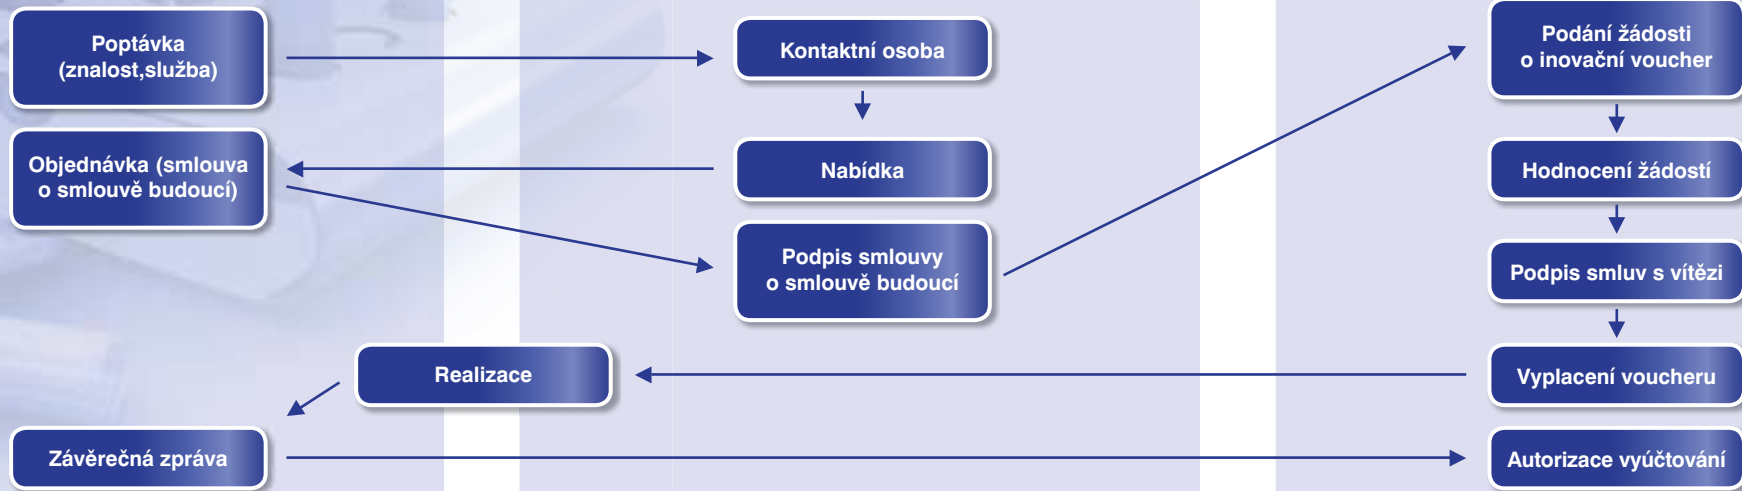 Poptávka
(znalost,služba)
Kontaktní osoba
Podání žádosti
o inovační voucher
Objednávka (smlouva
o smlouvě budoucí)
Nabídka
Hodnocení žádostí
Podpis smlouvy
o smlouvě budoucí
Podpis smluv s vítězi
Realizace
Vyplacení voucheru
Závěrečná zpráva
Autorizace vyúčtování